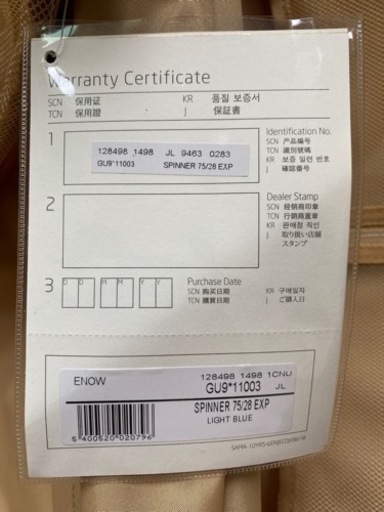 Warranty Certificate
SCN 保用证 KR 품질 보증서
TCN 保用證 J 保証書
1
Identification No.
SCN 产品编号
TCN 識別號碼
KR 보증 일련 번호
J 確認番号
128498 1498 JL 9463 0283
GU9*11003 SPINNER 75/28 EXP
2
Dealer Stamp
SCN 经销商印章
TCN 行銷商蓋章
KR 판매점 직인
J 取り扱い店舗
スタンプ
3
D D M M Y Y
Purchase Date
SCN 购买日期
TCN 購買日期
KR 구매일자
J ご購入日
ENOW
128498 1498 1CNU
GU9*11003 JL
SPINNER 75/28 EXP
LIGHT BLUE
5400520020796